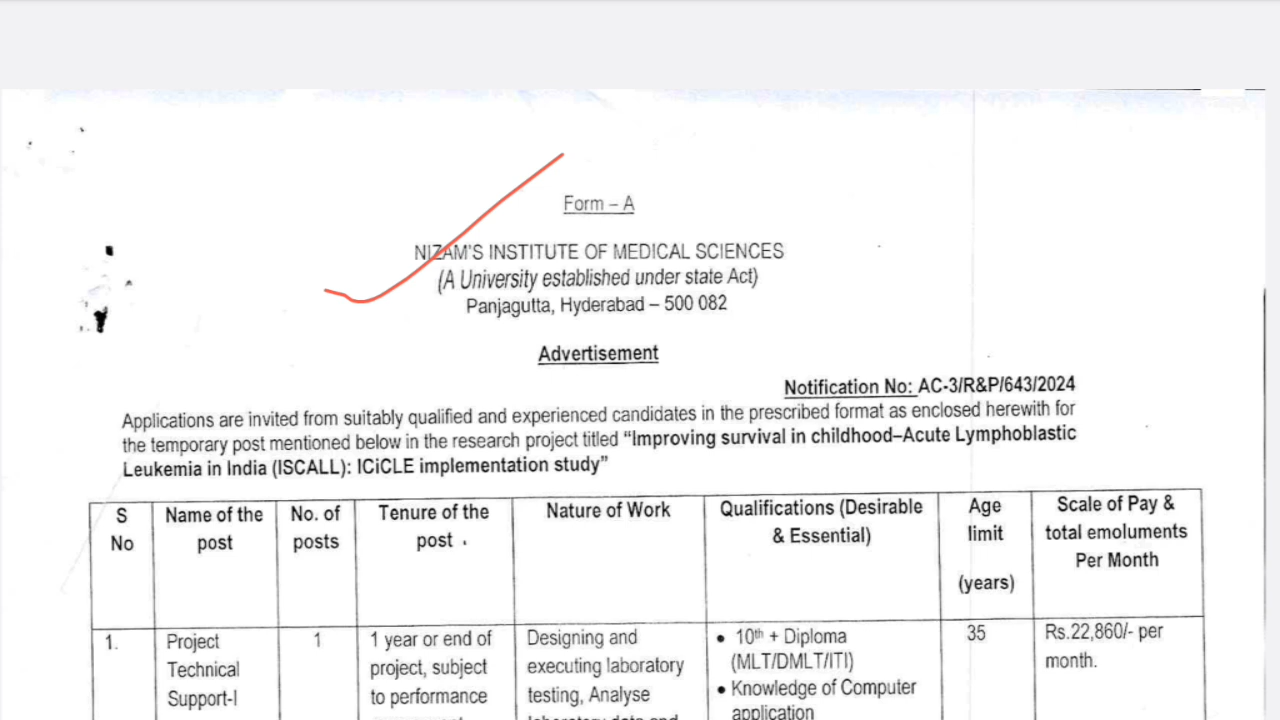 Form – A
NIZAM'S INSTITUTE OF MEDICAL SCIENCES
(A University established under state Act)
Panjagutta, Hyderabad – 500 082
Advertisement
Notification No: AC-3/R&P/643/2024
Applications are invited from suitably qualified and experienced candidates in the prescribed format as enclosed herewith for
the temporary post mentioned below in the research project titled “Improving survival in childhood–Acute Lymphoblastic
Leukemia in India (ISCALL): ICiCLE implementation study”
S No
Name of the post
No. of posts
Tenure of the post .
Nature of Work
Qualifications (Desirable & Essential)
Age limit (years)
Scale of Pay & total emoluments Per Month
1.
Project
Technical
Support-I
1
1 year or end of
project, subject
to performance
Designing and
executing laboratory
testing, Analyse
laboratory data and
• 10th + Diploma
(MLT/DMLT/ITI)
• Knowledge of Computer
application
35
Rs.22,860/- per
month.